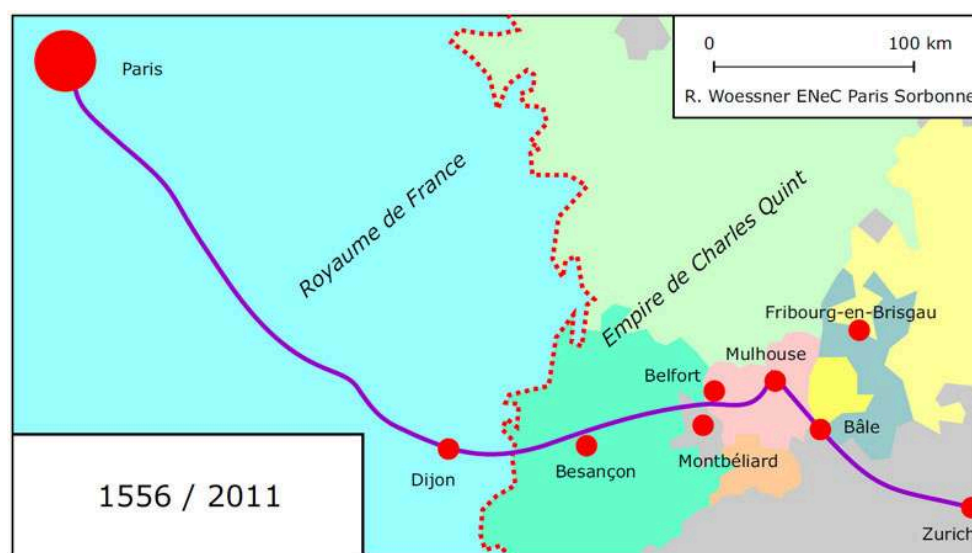 Paris
0 100 km
R. Woessner ENeC Paris Sorbonne
Royaume de France
Empire de Charles Quint
Fribourg-en-Brisgau
Mulhouse
Belfort
Bâle
Montbéliard
Besançon
Dijon
1556 / 2011
Zurich